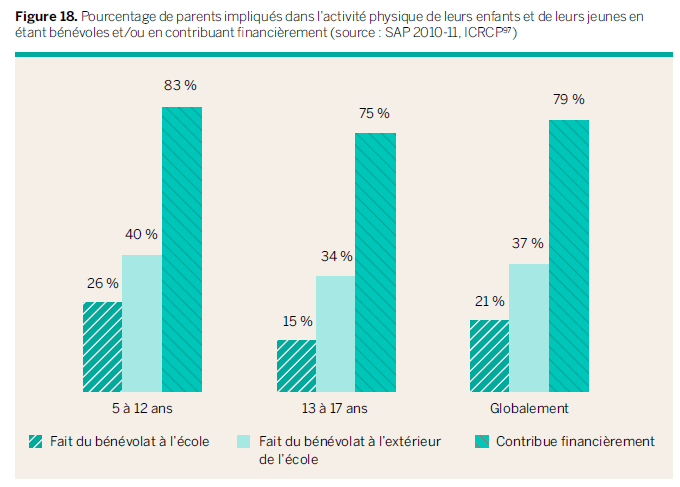 Figure 18. Pourcentage de parents impliqués dans l'activité physique de leurs enfants et de leurs jeunes en
étant bénévoles et/ou en contribuant financièrement (source : SAP 2010-11, ICRCP97)
83 %
79 %
75 %
40 %
37 %
34 %
26 %
21 %
15 %
5 à 12 ans
13 à 17 ans
Globalement
Fait du bénévolat à l'école
Fait du bénévolat à l'extérieur
de l'école
Contribue financièrement